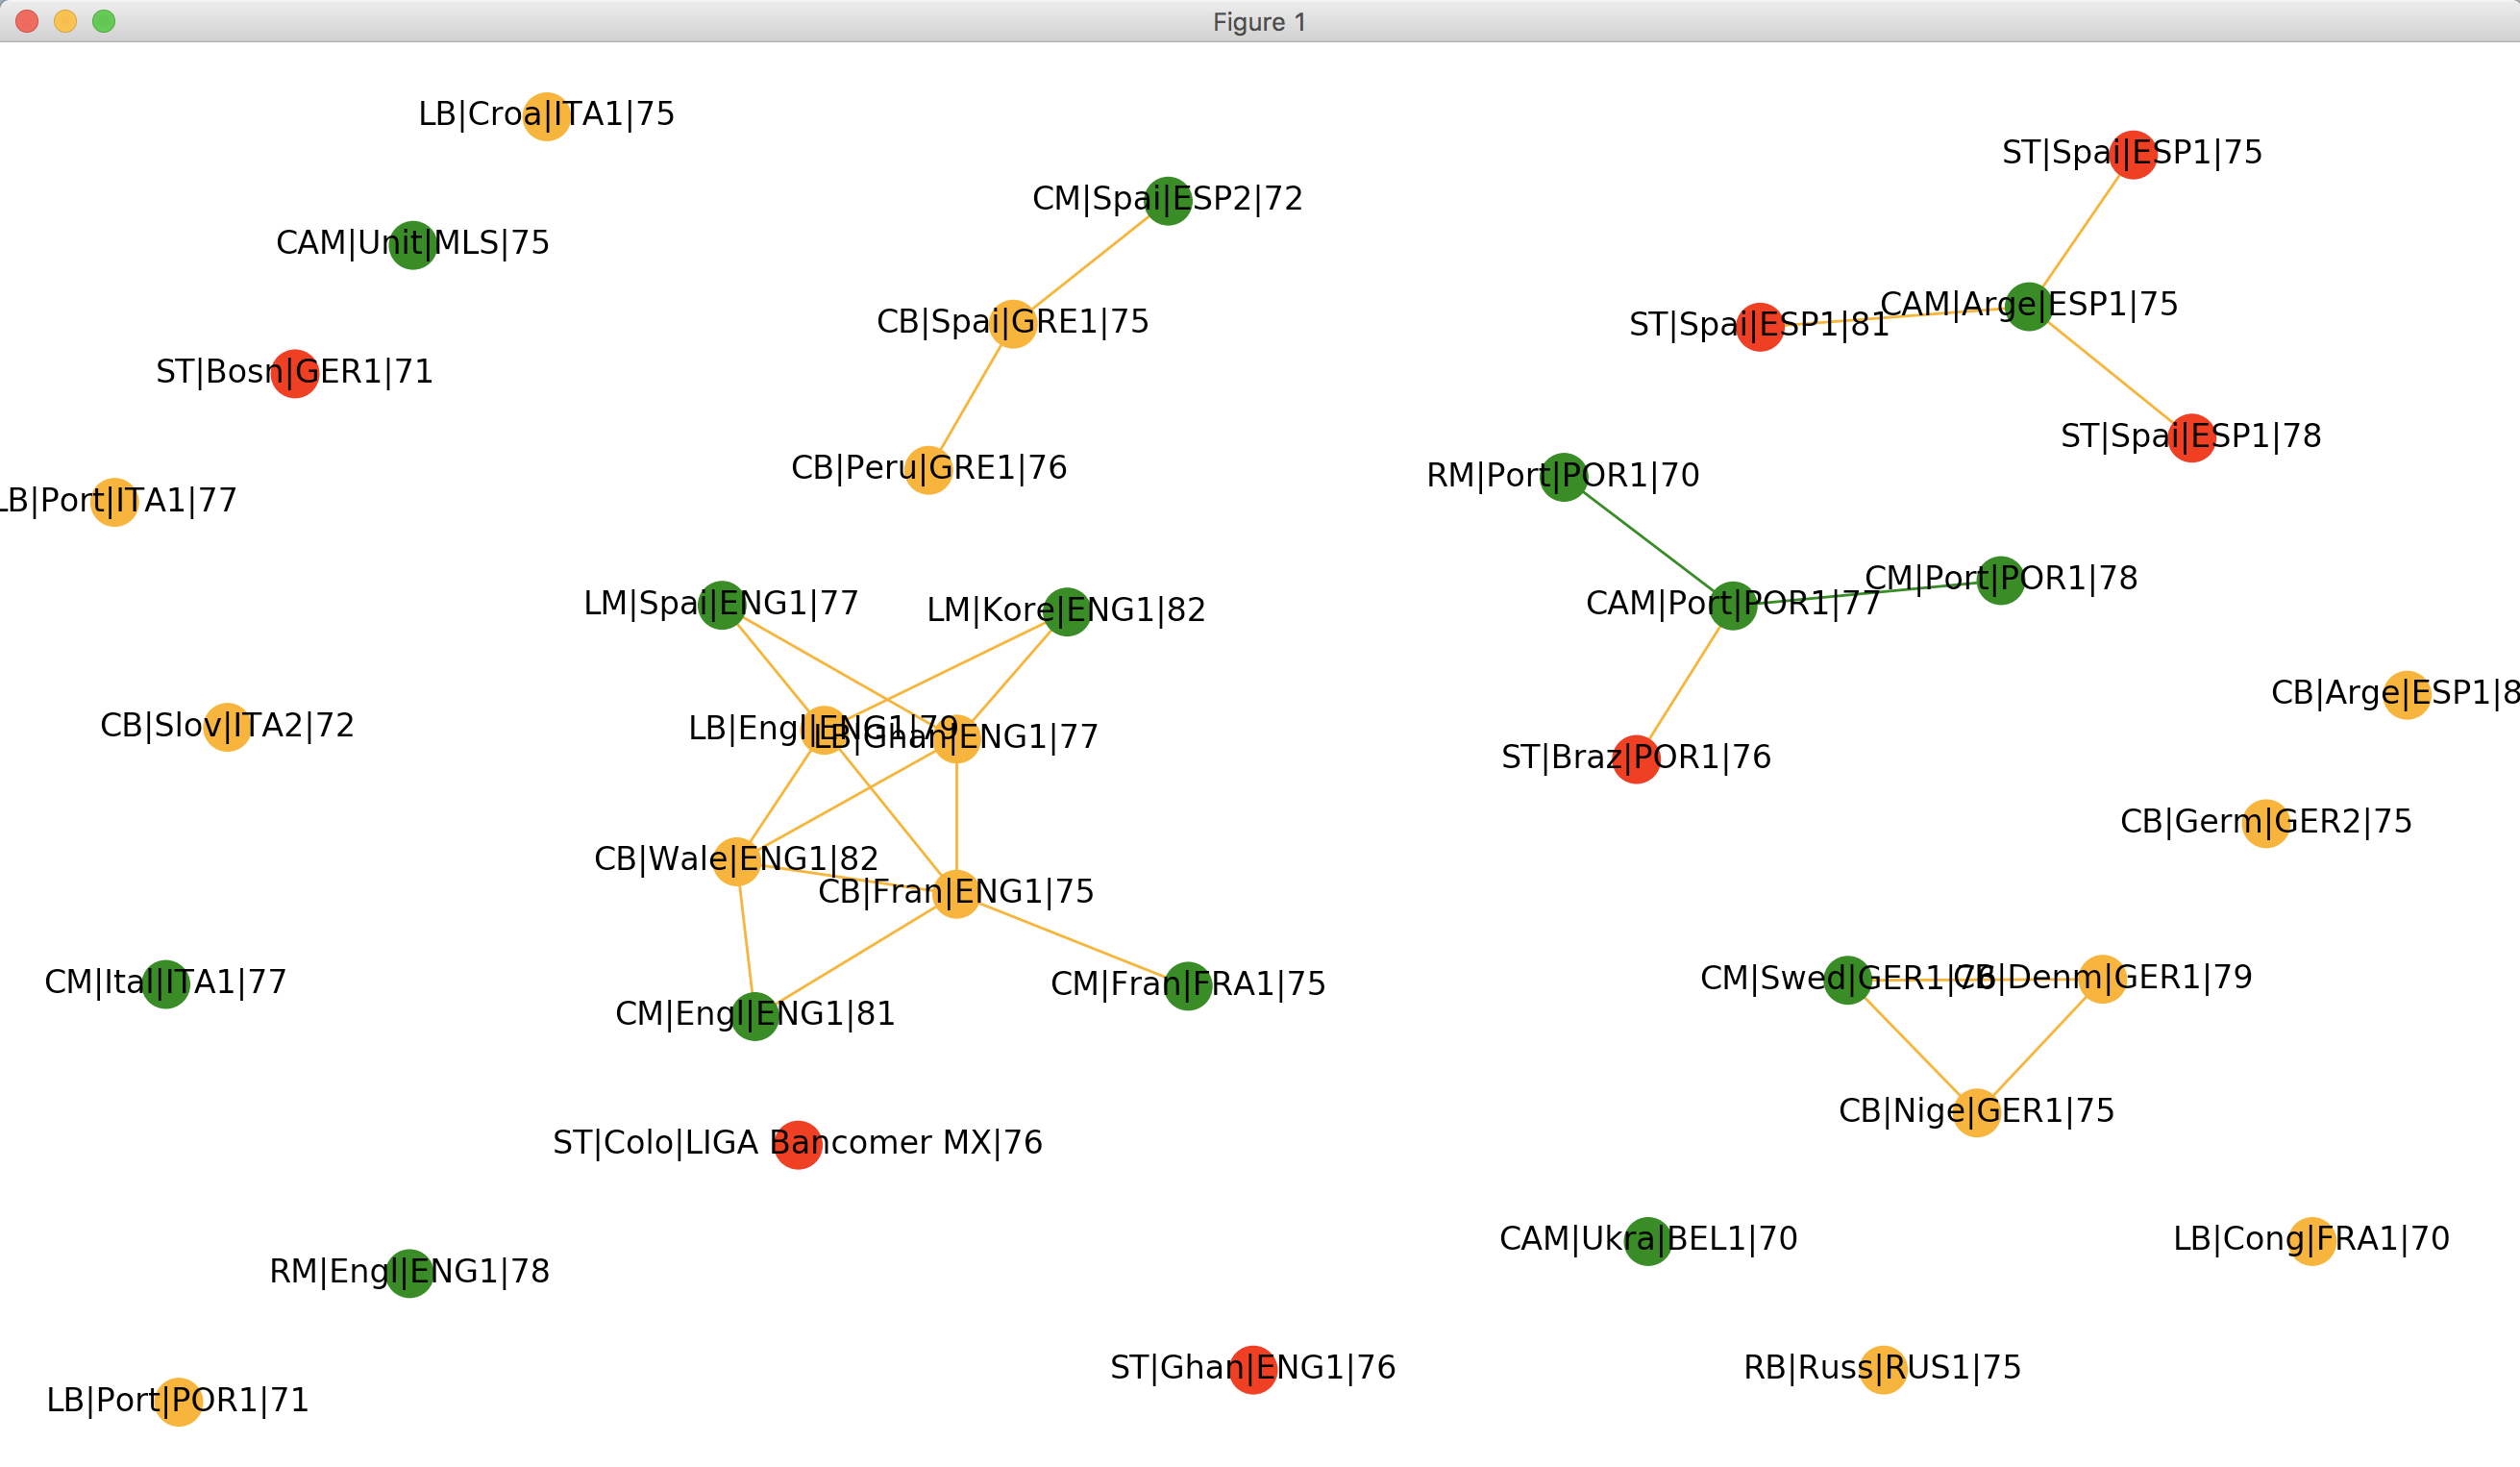 Figure 1
LB|Croa|ITA1|75
ST|Spai|ESP1|75
CM|Spai|ESP2|72
CAM|Unit|MLS|75
CAM|Arge|ESP1|75
CB|Spai|GRE1|75
ST|Spai|ESP1|81
ST|Bosn|GER1|71
ST|Spai|ESP1|78
CB|Peru|GRE1|76
RM|Port|POR1|70
LB|Port|ITA1|77
CM|Port|POR1|78
LM|Spai|ENG1|77
LM|Kore|ENG1|82
CAM|Port|POR1|77
CB|Arge|ESP1|8
CB|Slov|ITA2|72
LB|Engl|ENG1|79
LB|Ghan|ENG1|77
ST|Braz|POR1|76
CB|Germ|GER2|75
CB|Wale|ENG1|82
CB|Fran|ENG1|75
CM|Ital|ITA1|77
CM|Fran|FRA1|75
CM|Swed|GER1|76
CB|Denm|GER1|79
CM|Engl|ENG1|81
CB|Nige|GER1|75
ST|Colo|LIGA Bancomer MX|76
CAM|Ukra|BEL1|70
LB|Cong|FRA1|70
RM|Engl|ENG1|78
ST|Ghan|ENG1|76
RB|Russ|RUS1|75
LB|Port|POR1|71